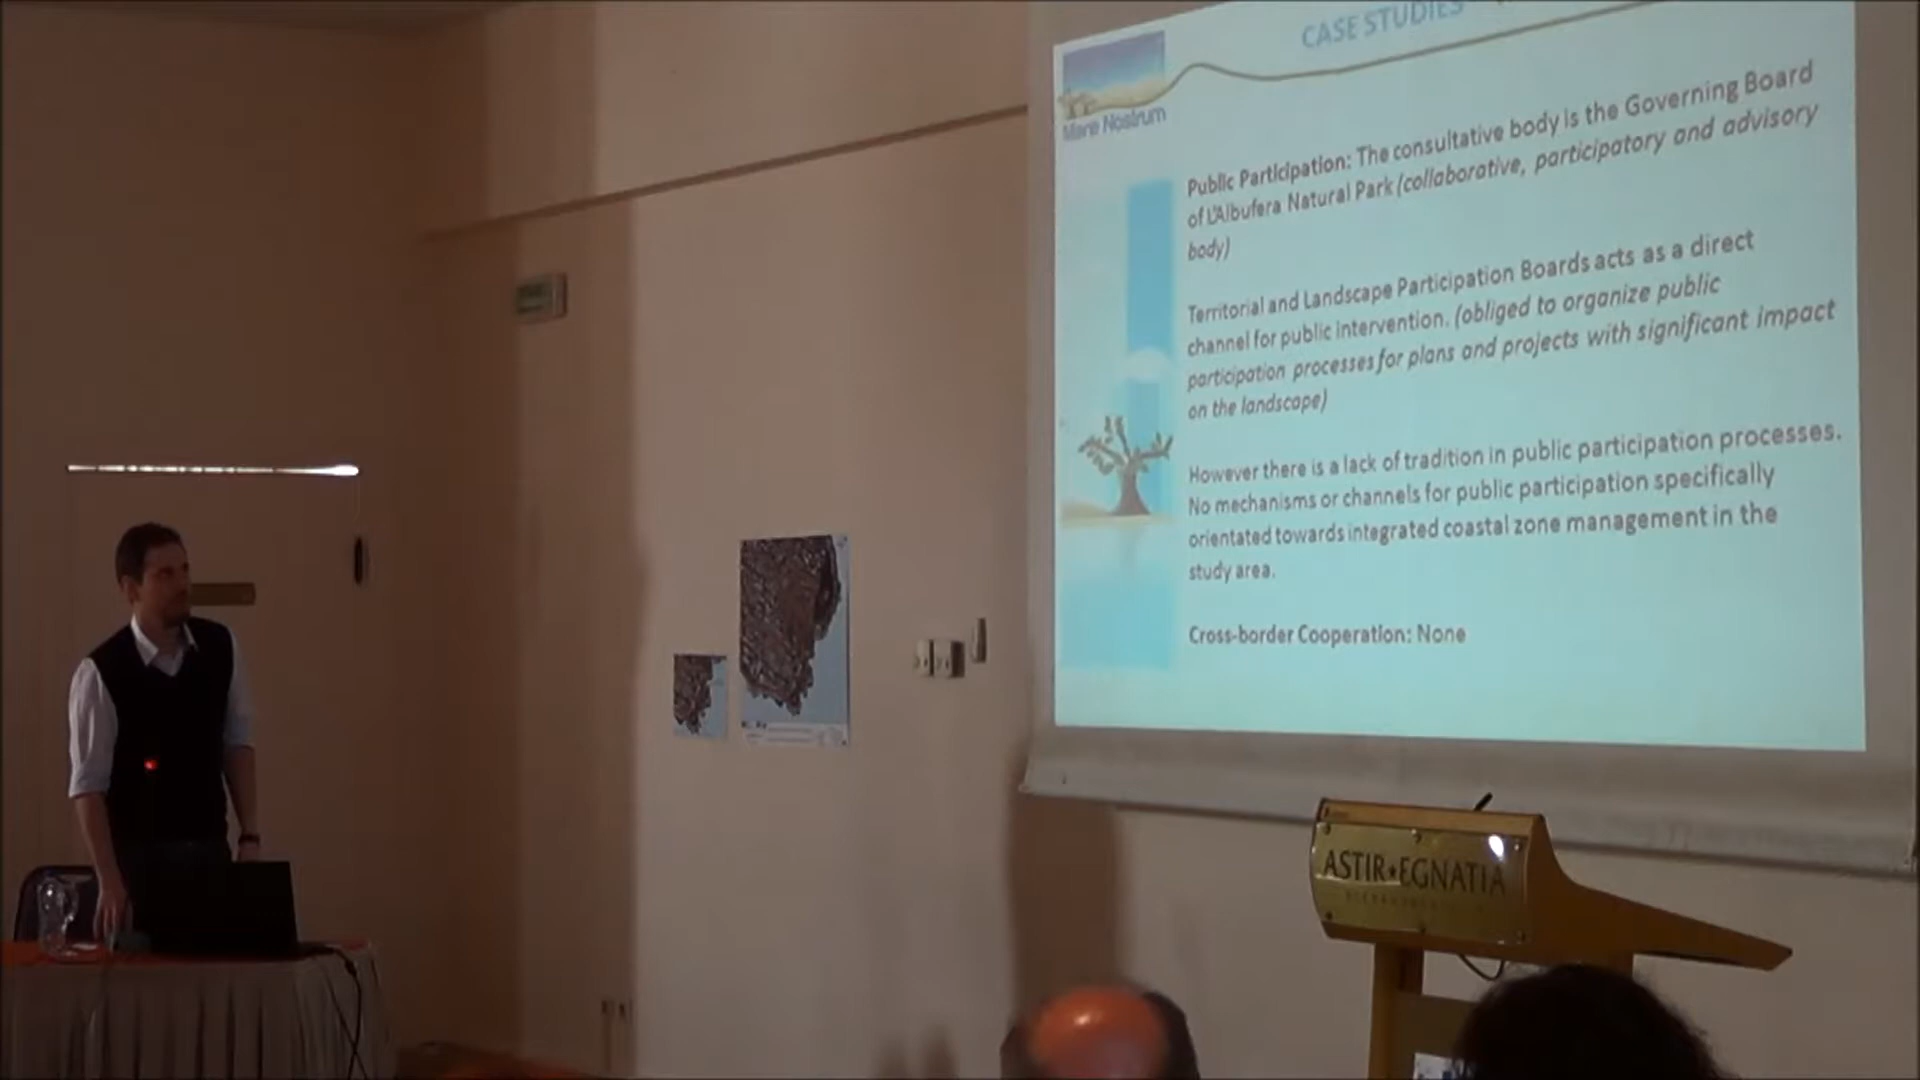 CASE STUDIES
Mare Nostrum
Public Participation: The consultative body is the Governing Board
of L'Albufera Natural Park (collaborative, participatory and advisory
body)
Territorial and Landscape Participation Boards acts as a direct
channel for public intervention. (obliged to organize public
participation processes for plans and projects with significant impact
on the landscape)
However there is a lack of tradition in public participation processes.
No mechanisms or channels for public participation specifically
orientated towards integrated coastal zone management in the
study area.
Cross-border Cooperation: None
ASTIR★EGNATIA